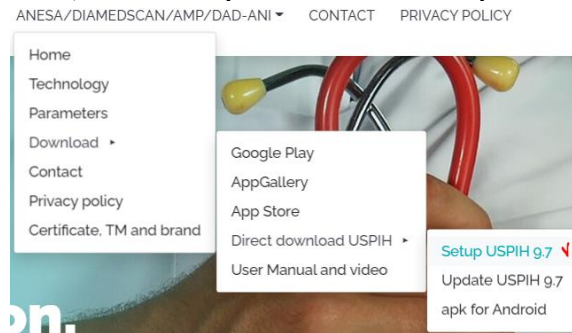 ANESA/DIAMEDSCAN/AMP/DAD-ANI CONTACT PRIVACY POLICY
Home
Technology
Parameters
Download
Contact
Privacy policy
Certificate, TM and brand
Google Play
AppGallery
App Store
Direct download USPIH
User Manual and video
Setup USPIH 9.7
Update USPIH 9.7
apk for Android
on.